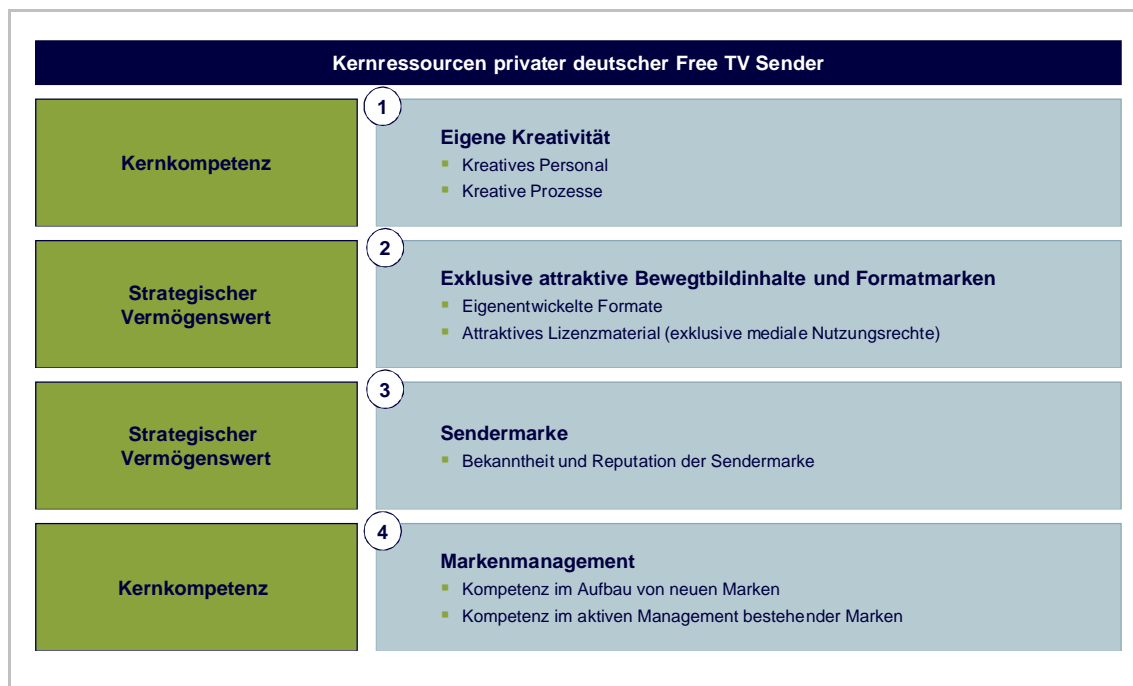 Kernressourcen privater deutscher Free TV Sender
Kernkompetenz
1
Eigene Kreativität
Kreatives Personal
Kreative Prozesse
Strategischer
Vermögenswert
2
Exklusive attraktive Bewegtbildinhalte und Formatmarken
Eigenentwickelte Formate
Attraktives Lizenzmaterial (exklusive mediale Nutzungsrechte)
Strategischer
Vermögenswert
3
Sendermarke
Bekanntheit und Reputation der Sendermarke
Kernkompetenz
4
Markenmanagement
Kompetenz im Aufbau von neuen Marken
Kompetenz im aktiven Management bestehender Marken